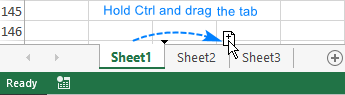 145 Hold Ctrl and drag the tab
146
Sheet1 Sheet2 Sheet3
Ready